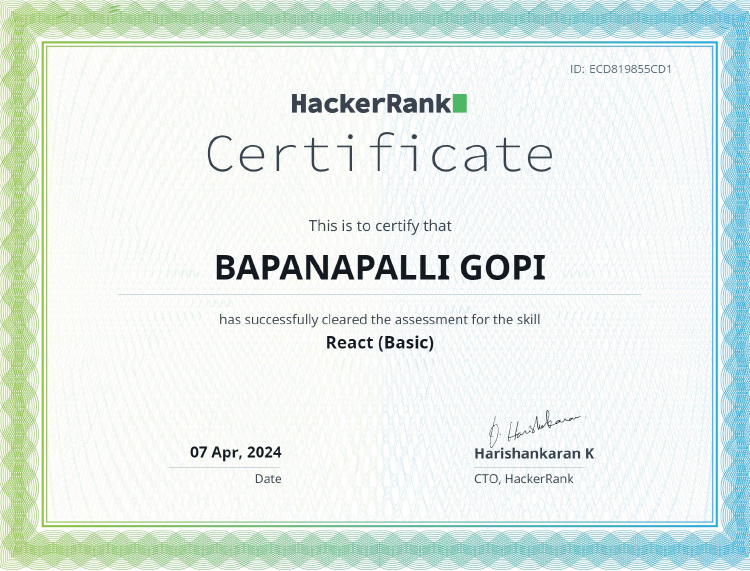 ID: ECD819855CD1
HackerRank
Certificate
This is to certify that
BAPANAPALLI GOPI
has successfully cleared the assessment for the skill
React (Basic)
07 Apr, 2024
Date
D. Harishankaran
Harishankaran K
CTO, HackerRank